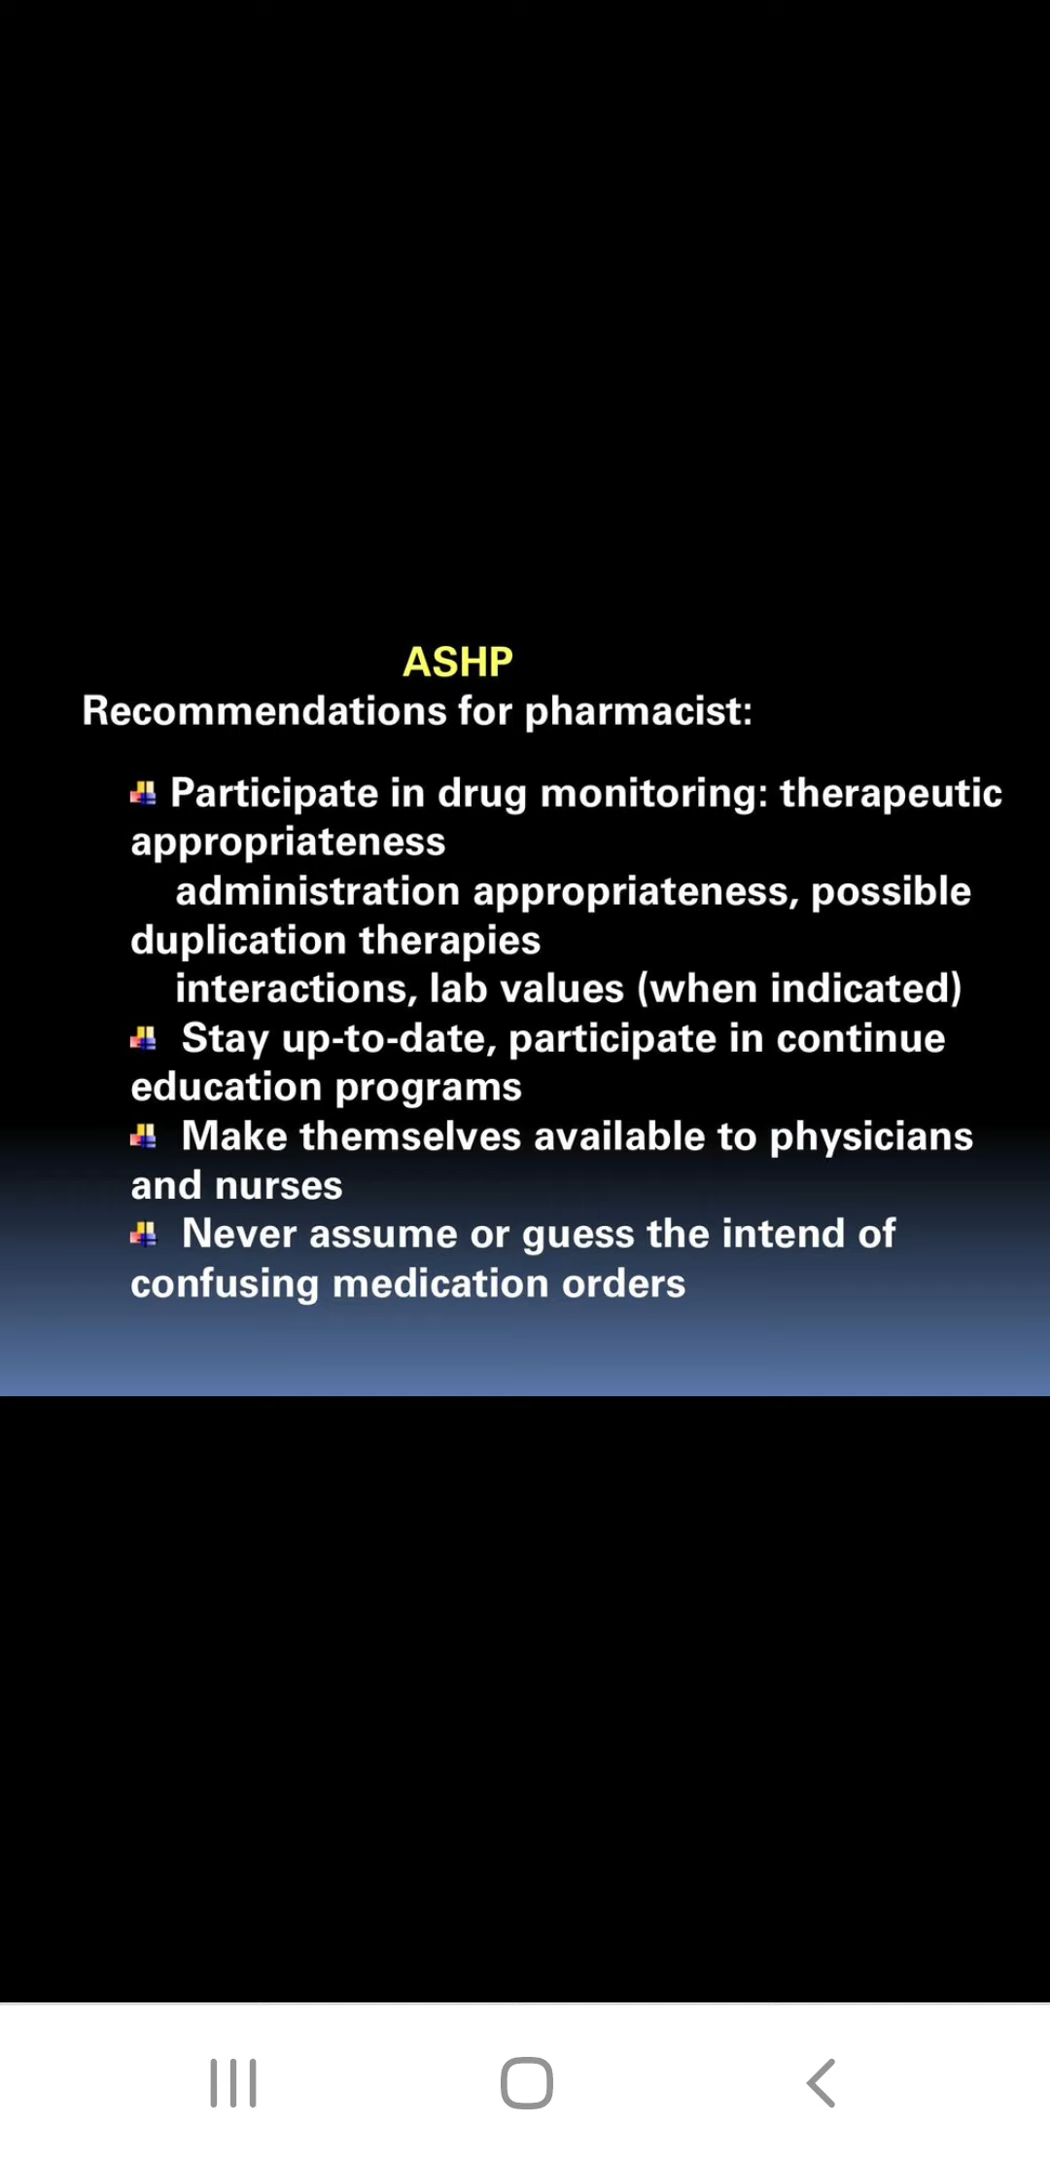 ASHP
Recommendations for pharmacist:
Participate in drug monitoring: therapeutic
appropriateness
administration appropriateness, possible
duplication therapies
interactions, lab values (when indicated)
Stay up-to-date, participate in continue
education programs
Make themselves available to physicians
and nurses
Never assume or guess the intend of
confusing medication orders